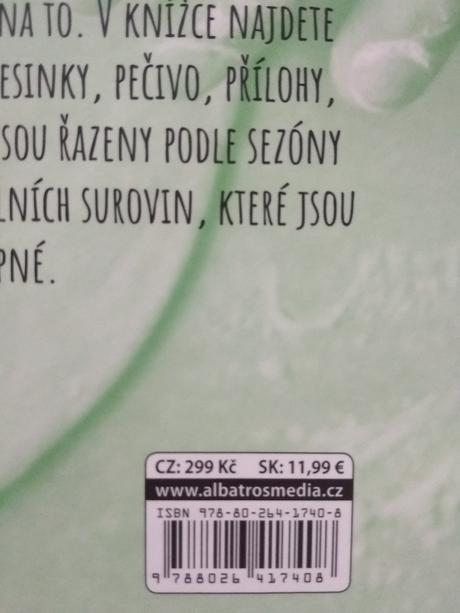 NA TO. V KNÍŽCE NAJDETE
ESINKY, PEČIVO, PŘÍLOHY,
SOU ŘAZENY PODLE SEZÓNY
LNÍCH SUROVIN, KTERÉ JSOU
PNÉ.
CZ: 299 Kč SK: 11,99 €
www.albatrosmedia.cz
ISBN 978-80-264-1740-8
9 788026 417408